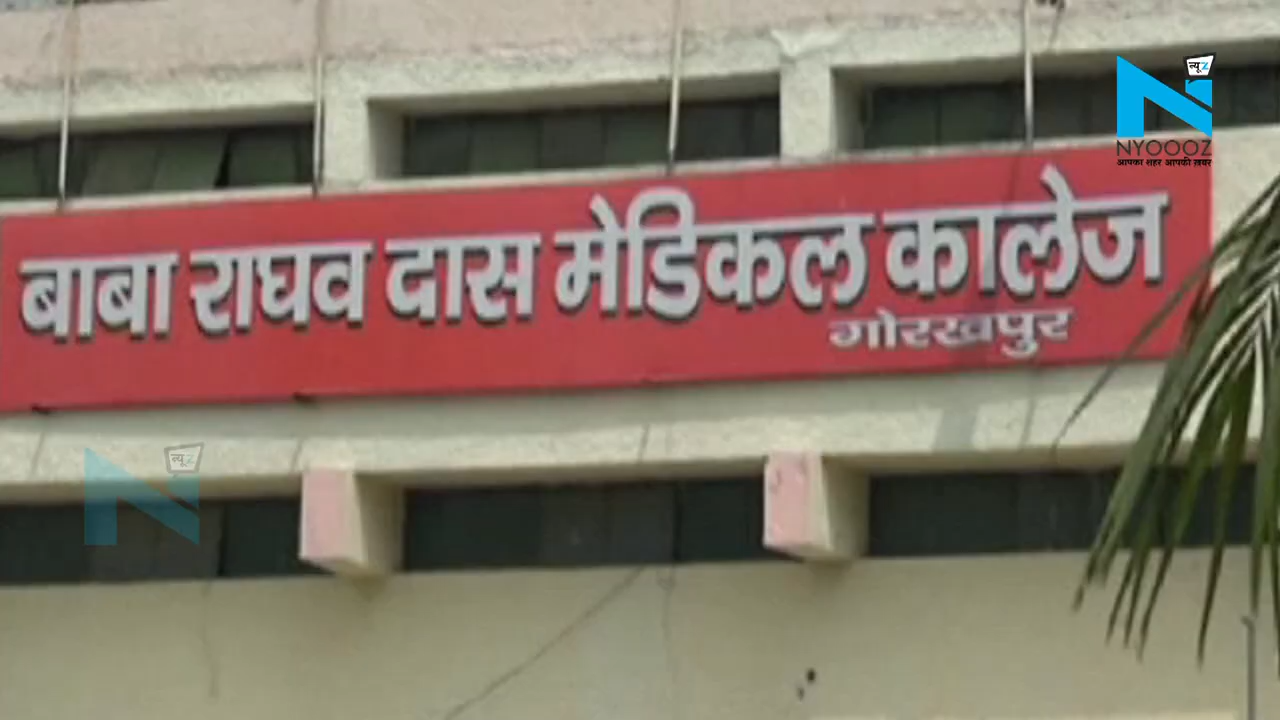 न्यूz
NYOOOZ
आपका शहर आपकी ख़बर
बाबा राघव दास मेडिकल कालेज
गोरखपुर
न्यूz